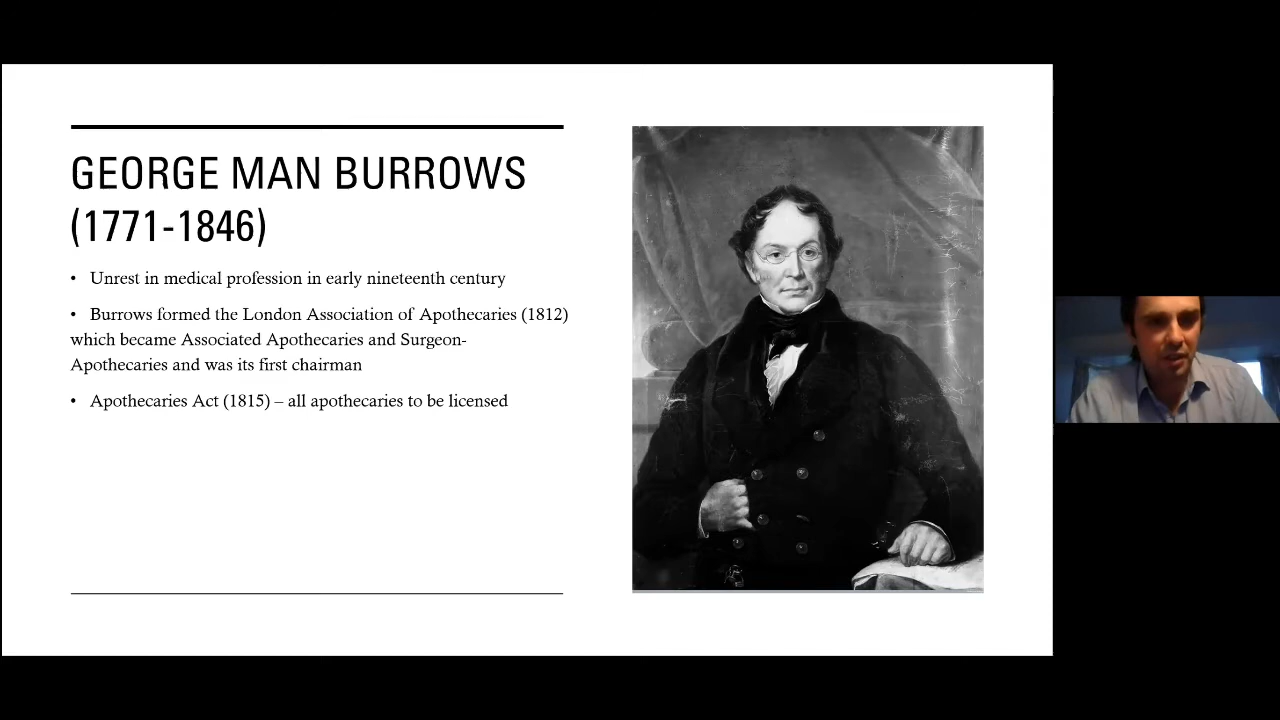 GEORGE MAN BURROWS
(1771-1846)
• Unrest in medical profession in early nineteenth century
• Burrows formed the London Association of Apothecaries (1812)
which became Associated Apothecaries and Surgeon-
Apothecaries and was its first chairman
• Apothecaries Act (1815) – all apothecaries to be licensed